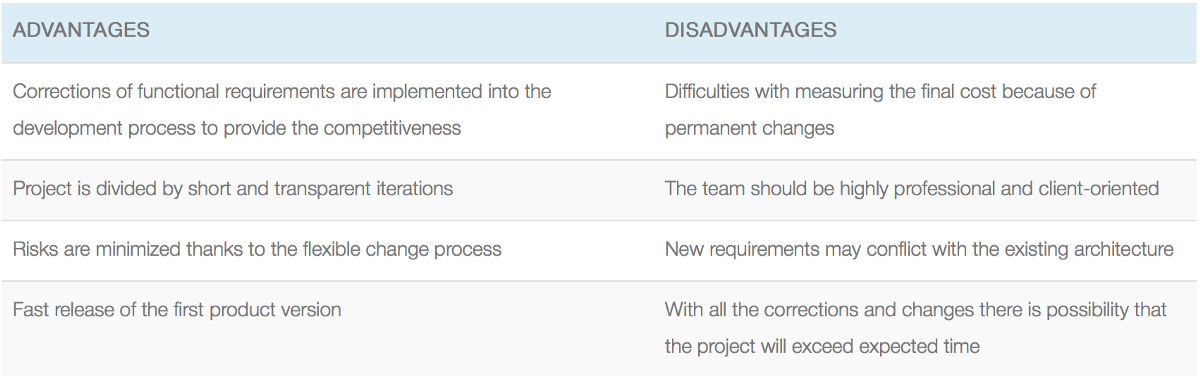 ADVANTAGES
DISADVANTAGES
Corrections of functional requirements are implemented into the
development process to provide the competitiveness
Difficulties with measuring the final cost because of
permanent changes
Project is divided by short and transparent iterations
The team should be highly professional and client-oriented
Risks are minimized thanks to the flexible change process
New requirements may conflict with the existing architecture
Fast release of the first product version
With all the corrections and changes there is possibility that
the project will exceed expected time